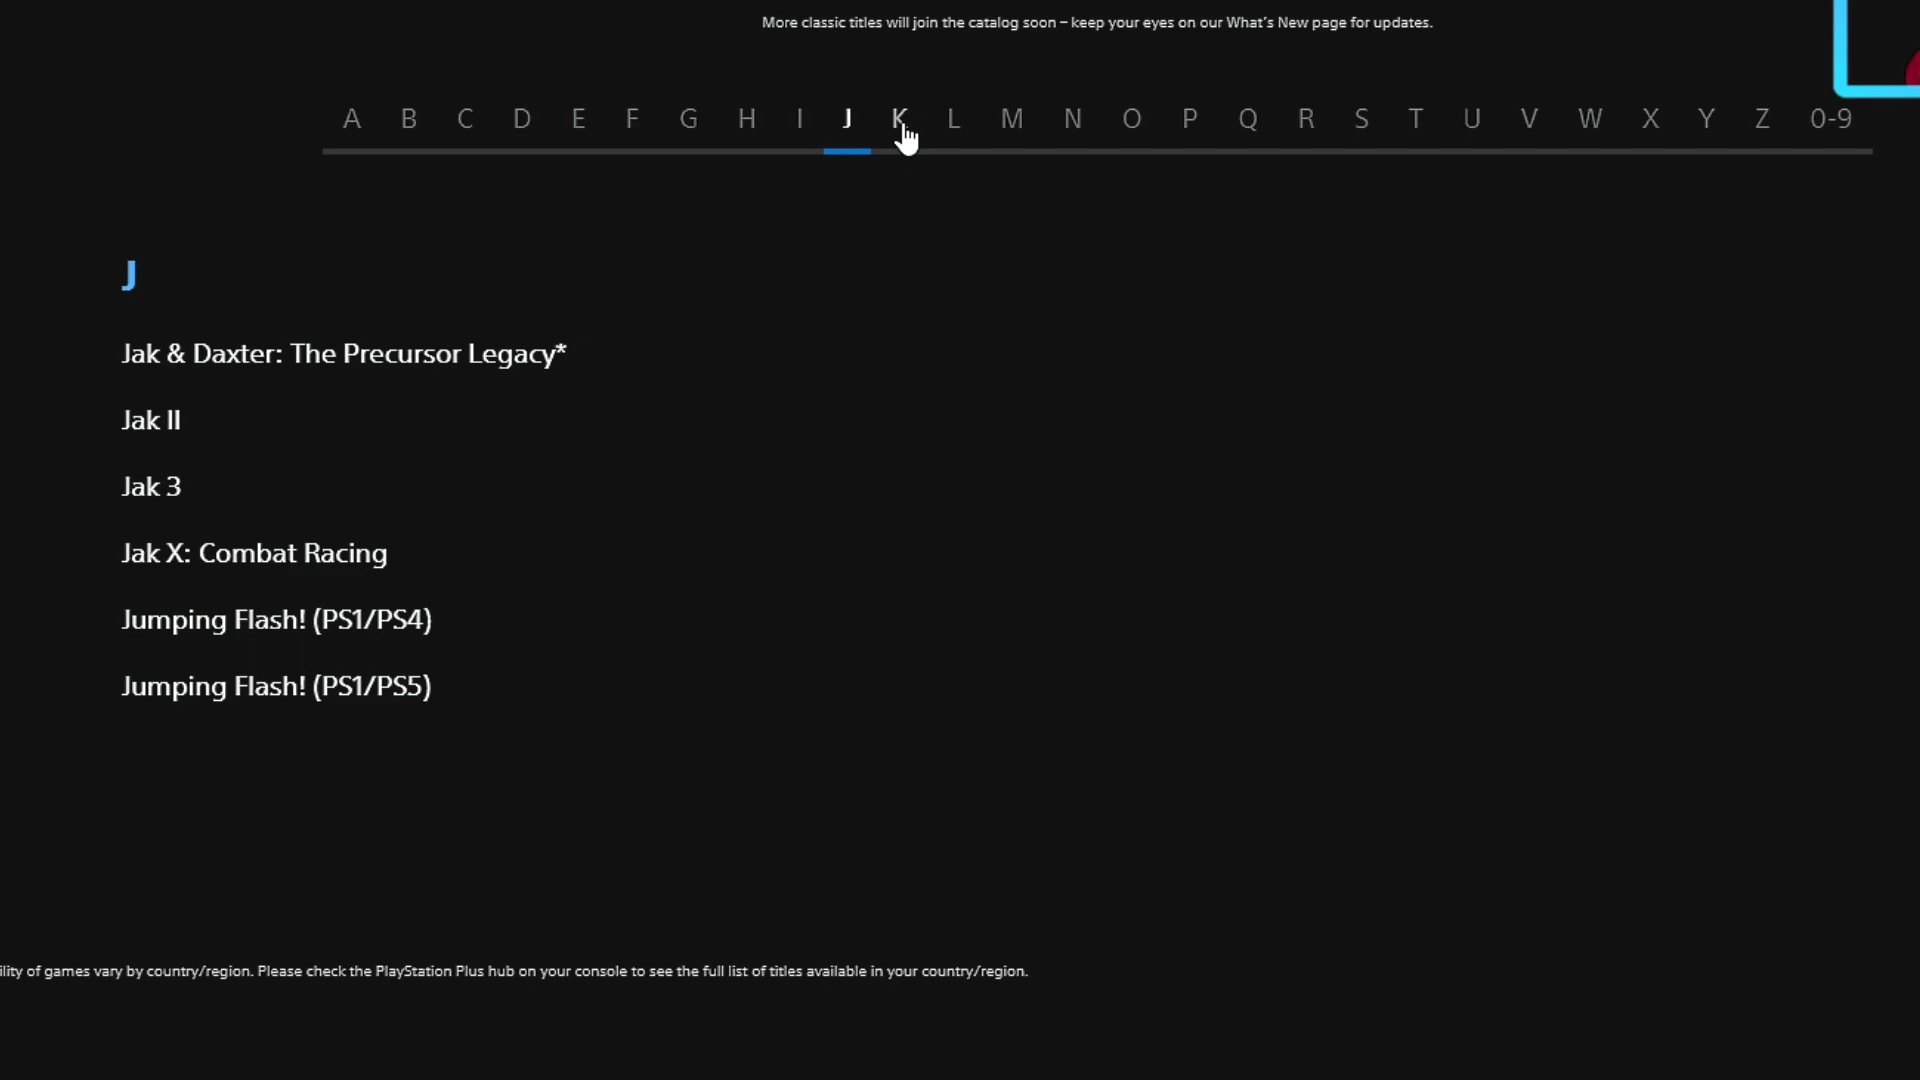 More classic titles will join the catalog soon – keep your eyes on our What's New page for updates.
A B C D E F G H I J K L M N O P Q R S T U V W X Y Z 0-9
J
Jak & Daxter: The Precursor Legacy*
Jak II
Jak 3
Jak X: Combat Racing
Jumping Flash! (PS1/PS4)
Jumping Flash! (PS1/PS5)
of games vary by country/region. Please check the PlayStation Plus hub on your console to see the full list of titles available in your country/region.